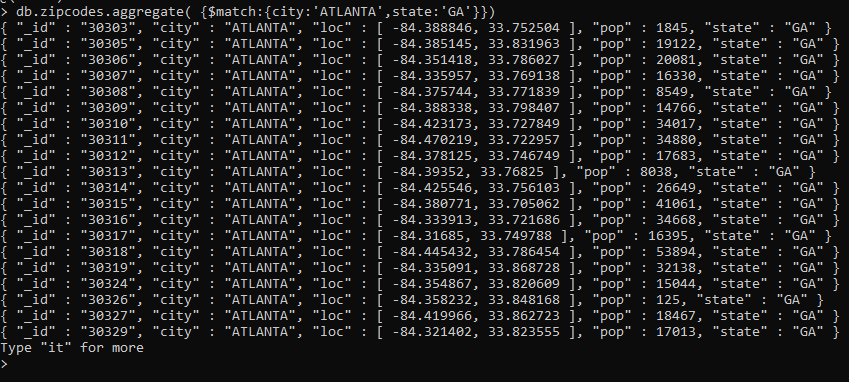 > db.zipcodes.aggregate( {$match:{city:'ATLANTA',state:'GA'}})
{ "_id" : "30303", "city" : "ATLANTA", "loc" : [ -84.388846, 33.752504 ], "pop" : 1845, "state" : "GA" }
{ "_id" : "30305", "city" : "ATLANTA", "loc" : [ -84.385145, 33.831963 ], "pop" : 19122, "state" : "GA" }
{ "_id" : "30306", "city" : "ATLANTA", "loc" : [ -84.351418, 33.786027 ], "pop" : 20081, "state" : "GA" }
{ "_id" : "30307", "city" : "ATLANTA", "loc" : [ -84.335957, 33.769138 ], "pop" : 16330, "state" : "GA" }
{ "_id" : "30308", "city" : "ATLANTA", "loc" : [ -84.375744, 33.771839 ], "pop" : 8549, "state" : "GA" }
{ "_id" : "30309", "city" : "ATLANTA", "loc" : [ -84.388338, 33.798407 ], "pop" : 14766, "state" : "GA" }
{ "_id" : "30310", "city" : "ATLANTA", "loc" : [ -84.423173, 33.727849 ], "pop" : 34017, "state" : "GA" }
{ "_id" : "30311", "city" : "ATLANTA", "loc" : [ -84.470219, 33.722957 ], "pop" : 34880, "state" : "GA" }
{ "_id" : "30312", "city" : "ATLANTA", "loc" : [ -84.378125, 33.746749 ], "pop" : 17683, "state" : "GA" }
{ "_id" : "30313", "city" : "ATLANTA", "loc" : [ -84.39352, 33.76825 ], "pop" : 8038, "state" : "GA" }
{ "_id" : "30314", "city" : "ATLANTA", "loc" : [ -84.425546, 33.756103 ], "pop" : 26649, "state" : "GA" }
{ "_id" : "30315", "city" : "ATLANTA", "loc" : [ -84.380771, 33.705062 ], "pop" : 41061, "state" : "GA" }
{ "_id" : "30316", "city" : "ATLANTA", "loc" : [ -84.333913, 33.721686 ], "pop" : 34668, "state" : "GA" }
{ "_id" : "30317", "city" : "ATLANTA", "loc" : [ -84.31685, 33.749788 ], "pop" : 16395, "state" : "GA" }
{ "_id" : "30318", "city" : "ATLANTA", "loc" : [ -84.445432, 33.786454 ], "pop" : 53894, "state" : "GA" }
{ "_id" : "30319", "city" : "ATLANTA", "loc" : [ -84.335091, 33.868728 ], "pop" : 32138, "state" : "GA" }
{ "_id" : "30324", "city" : "ATLANTA", "loc" : [ -84.354867, 33.820609 ], "pop" : 15044, "state" : "GA" }
{ "_id" : "30326", "city" : "ATLANTA", "loc" : [ -84.358232, 33.848168 ], "pop" : 125, "state" : "GA" }
{ "_id" : "30327", "city" : "ATLANTA", "loc" : [ -84.419966, 33.862723 ], "pop" : 18467, "state" : "GA" }
{ "_id" : "30329", "city" : "ATLANTA", "loc" : [ -84.321402, 33.823555 ], "pop" : 17013, "state" : "GA" }
Type "it" for more
>